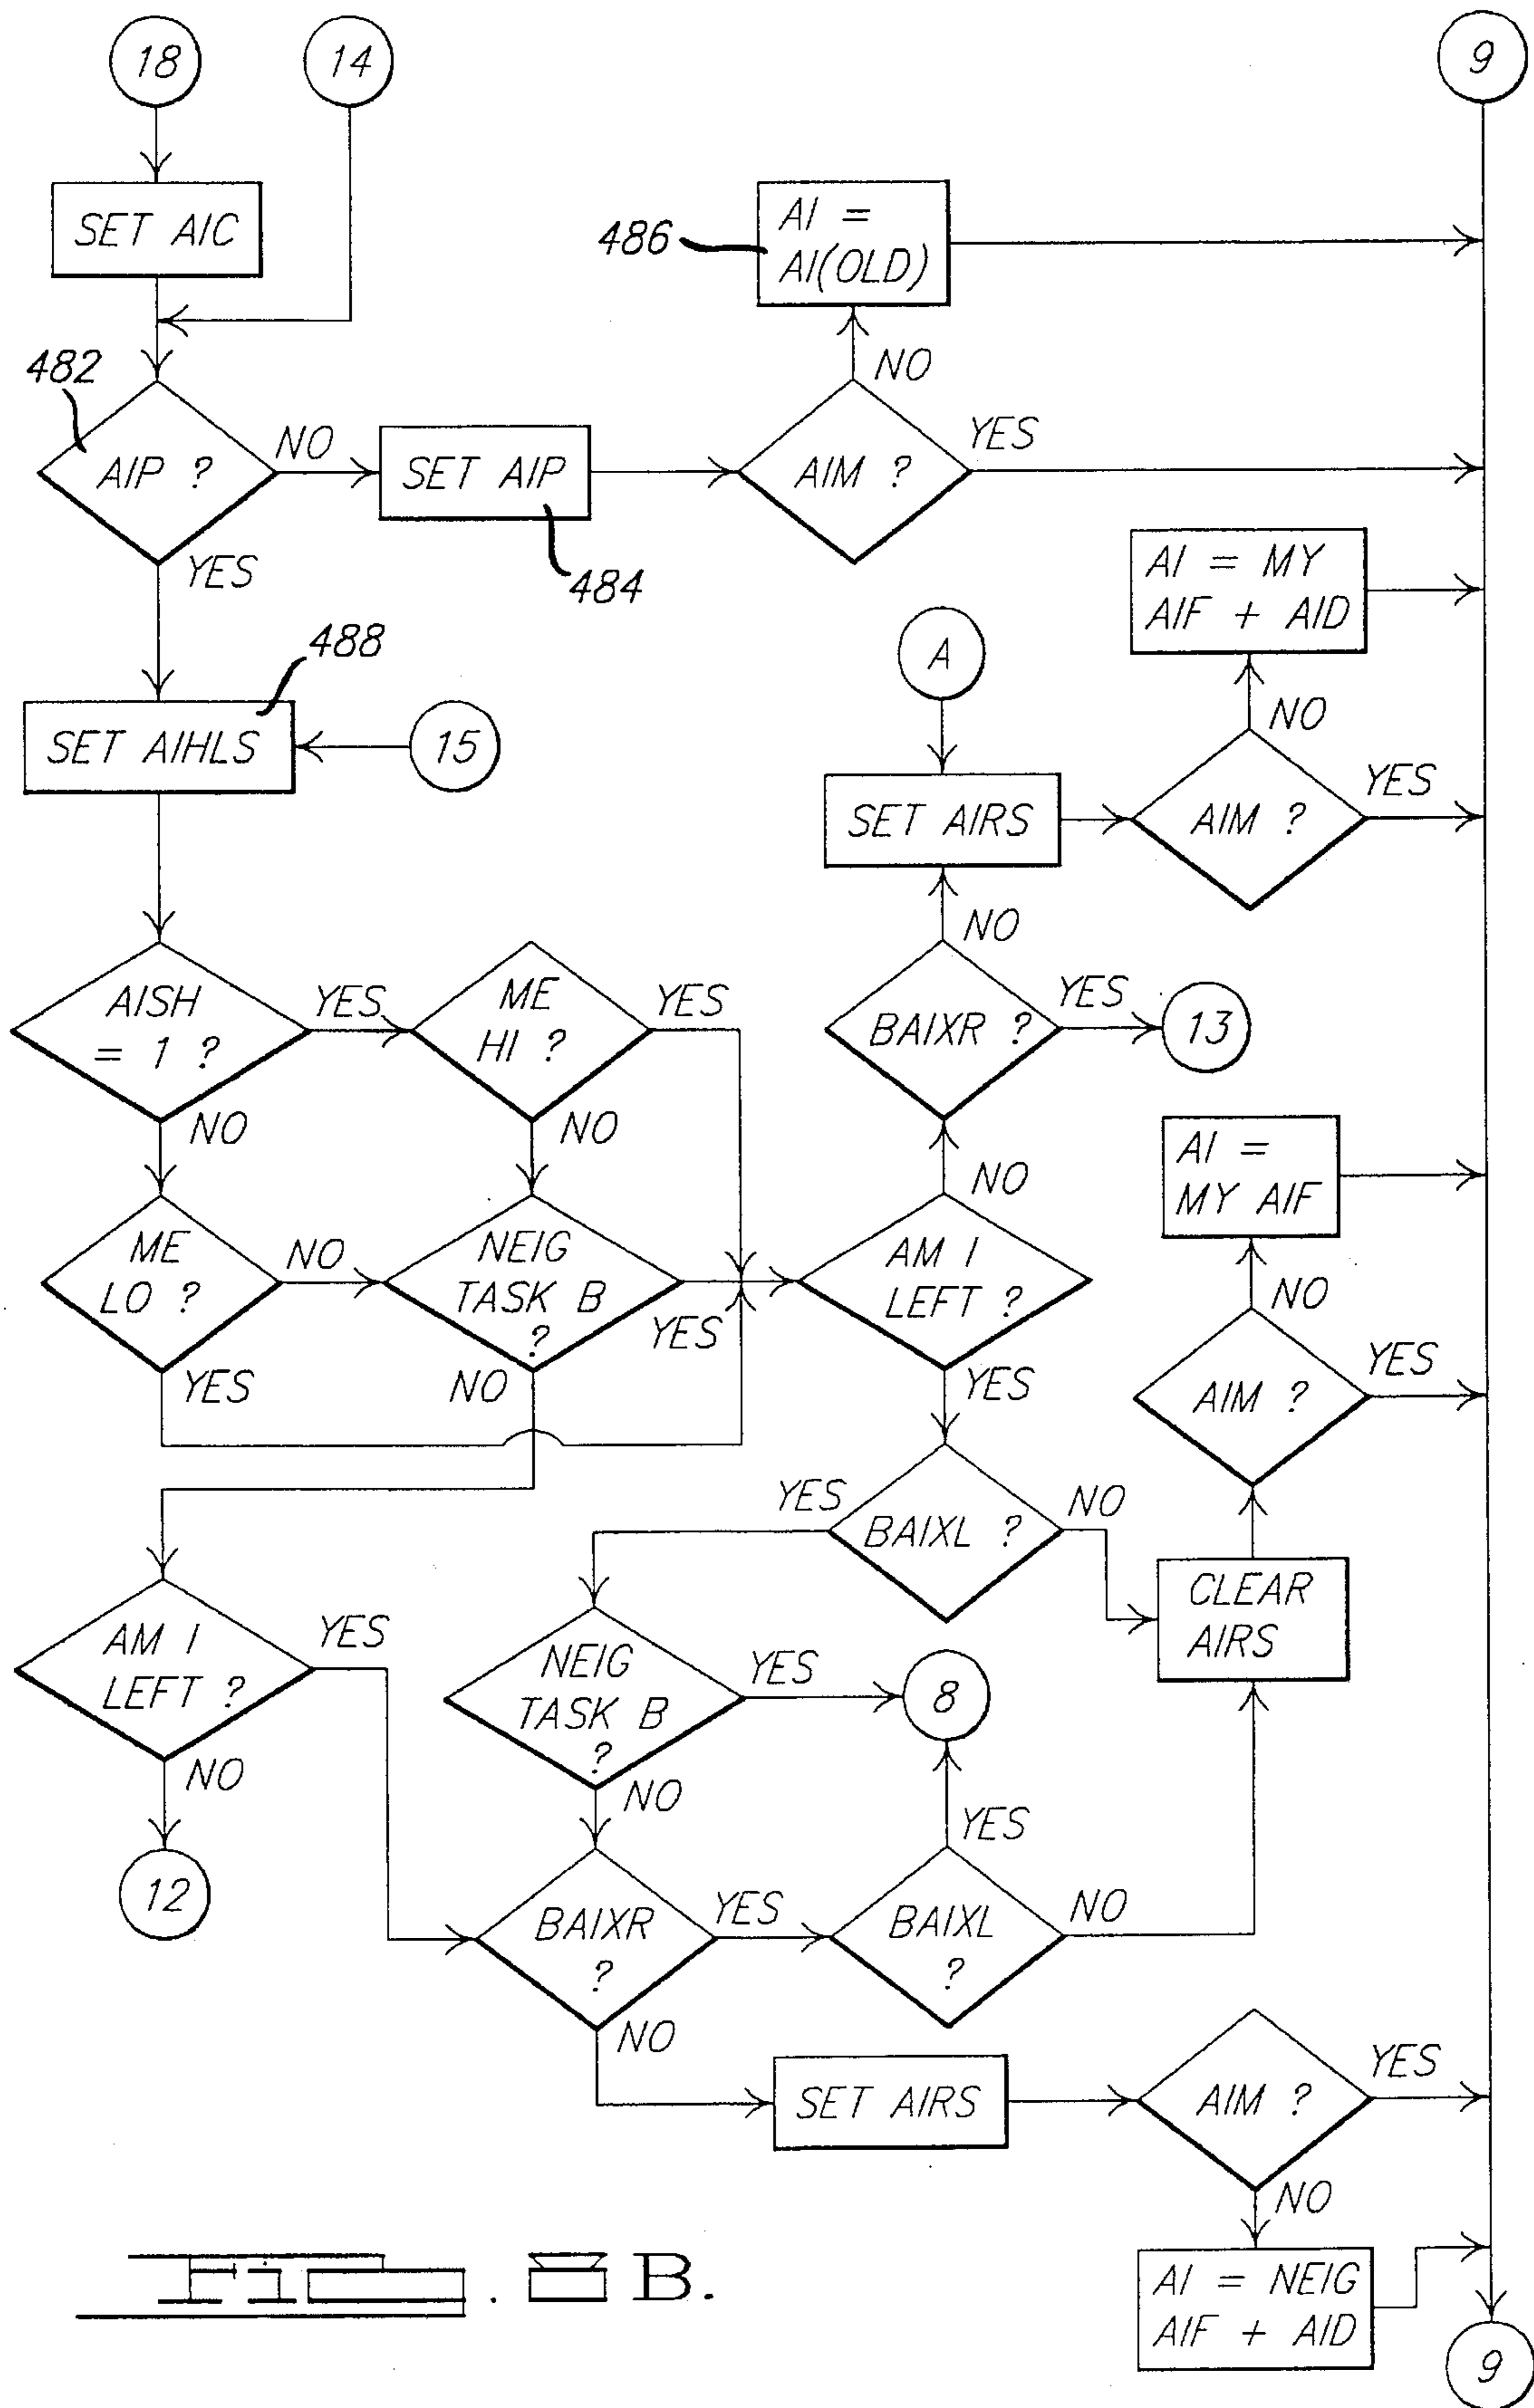 18
14
9
SET AIC
AI =
AI(OLD)
486
NO
482
AIP ?
NO
SET AIP
484
AIM ?
YES
YES
AI = MY
AIF + AID
488
A
SET AIHLS
15
NO
SET AIRS
AIM ?
YES
NO
AISH
= 1 ?
YES
ME
HI ?
YES
BAIXR ?
YES
13
NO
NO
AI =
MY AIF
NO
ME
LO ?
NO
NEIG
TASK B
?
YES
AM I
LEFT ?
NO
YES
NO
YES
AIM ?
YES
YES
BAIXL ?
NO
CLEAR
AIRS
AM I
LEFT ?
YES
NEIG
TASK B
?
YES
8
NO
NO
YES
12
BAIXR
?
YES
BAIXL
?
NO
NO
SET AIRS
AIM ?
YES
NO
FIG. 8B.
AI = NEIG
AIF + AID
9